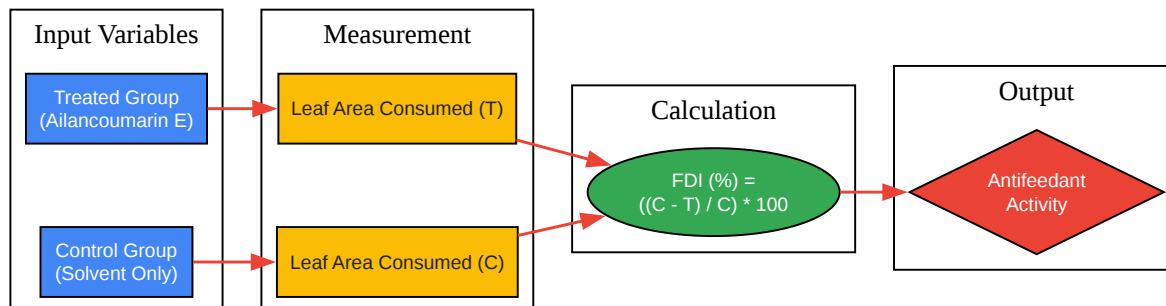 Input Variables
Treated Group
(Ailancoumarin E)
Control Group
(Solvent Only)
Measurement
Leaf Area Consumed (T)
Leaf Area Consumed (C)
Calculation
FDI (%) =
((C - T) / C) * 100
Output
Antifeedant
Activity